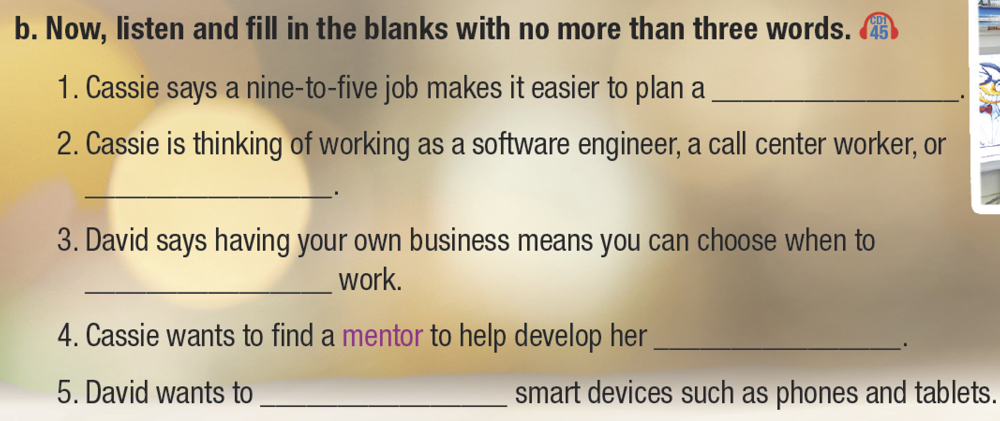 b. Now, listen and fill in the blanks with no more than three words. CD1 45
1. Cassie says a nine-to-five job makes it easier to plan a ________________.
2. Cassie is thinking of working as a software engineer, a call center worker, or
________________.
3. David says having your own business means you can choose when to
________________ work.
4. Cassie wants to find a mentor to help develop her ________________.
5. David wants to ________________ smart devices such as phones and tablets.